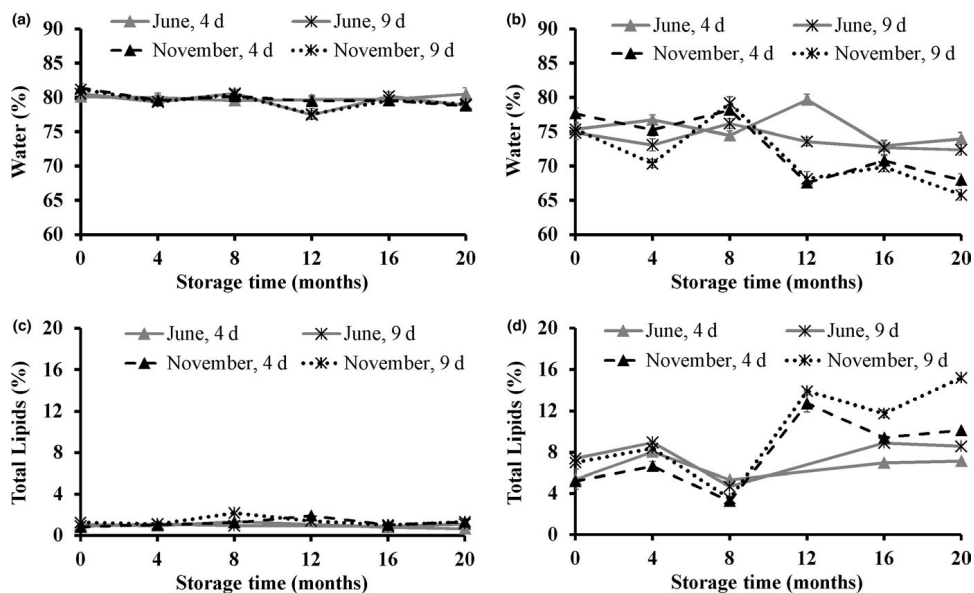 (a)
June, 4 d
June, 9 d
November, 4 d
November, 9 d
Water (%)
90
85
80
75
70
65
60
0 4 8 12 16 20
Storage time (months)
(b)
June, 4 d
June, 9 d
November, 4 d
November, 9 d
Water (%)
90
85
80
75
70
65
60
0 4 8 12 16 20
Storage time (months)
(c)
June, 4 d
June, 9 d
November, 4 d
November, 9 d
Total Lipids (%)
20
16
12
8
4
0
0 4 8 12 16 20
Storage time (months)
(d)
June, 4 d
June, 9 d
November, 4 d
November, 9 d
Total Lipids (%)
20
16
12
8
4
0
0 4 8 12 16 20
Storage time (months)